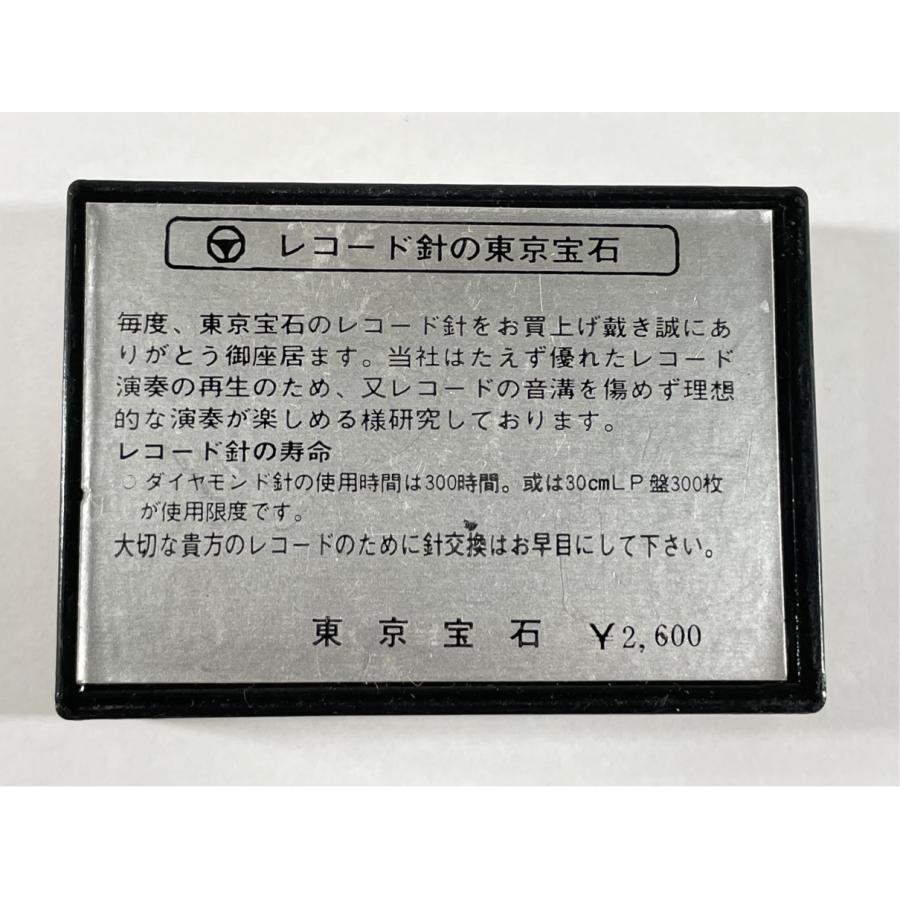 レコード針の東京宝石
毎度、東京宝石のレコード針をお買上げ戴き誠にあ
りがとう御座居ます。当社はたえず優れたレコード
演奏の再生のため、又レコードの音溝を傷めず理想
的な演奏が楽しめる様研究しております。
レコード針の寿命
○ダイヤモンド針の使用時間は300時間。或は30cmLP盤300枚
が使用限度です。
大切な貴方のレコードのために針交換はお早目にして下さい。
東京宝石 ¥2,600